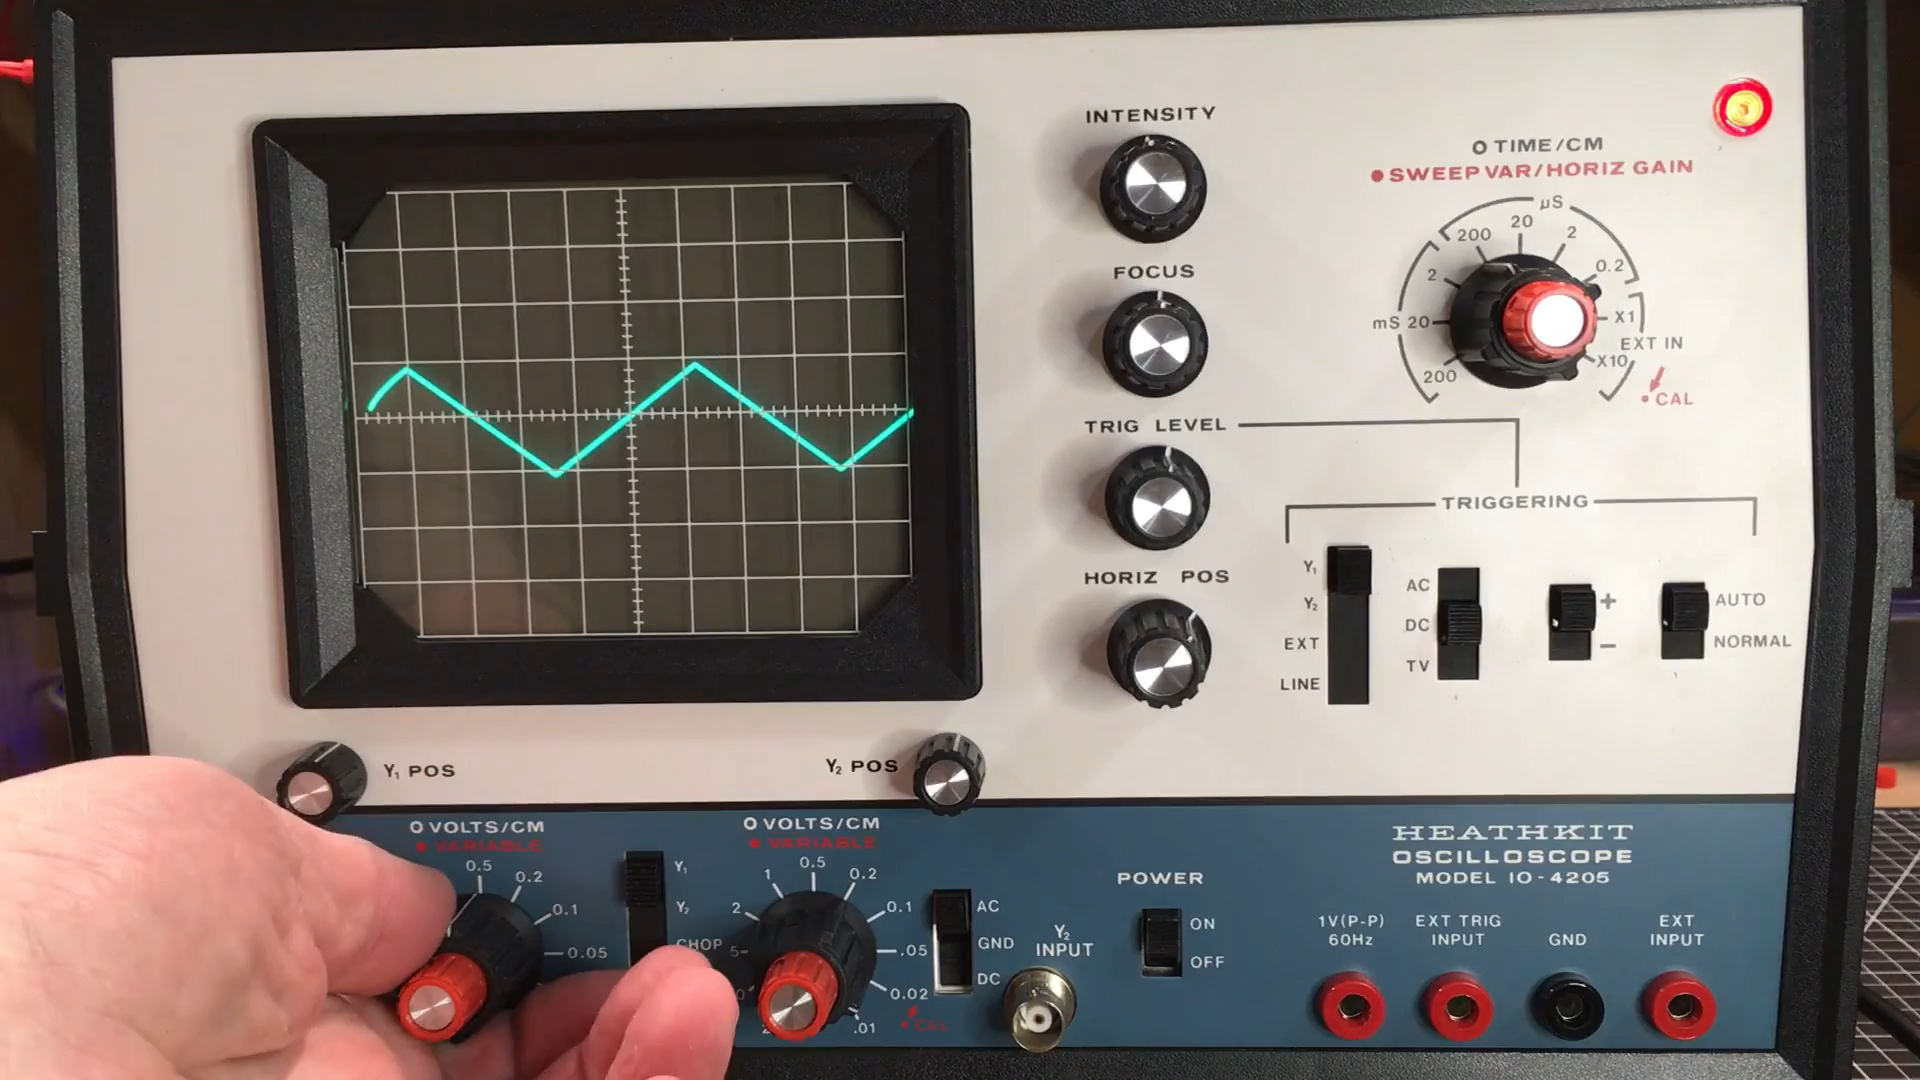 INTENSITY
FOCUS
TRIG LEVEL
HORIZ POS
O TIME/CM
● SWEEP VAR/HORIZ GAIN
µS
200
20
2
0.2
2
mS 20
200
X1
EXT IN
X10
CAL
TRIGGERING
Y₁
Y₂
EXT
LINE
AC
DC
TV
+
−
AUTO
NORMAL
Y₁ POS
Y₂ POS
O VOLTS/CM
● VARIABLE
0.5
0.2
0.1
0.05
Y₁
Y₂
CHOP
O VOLTS/CM
● VARIABLE
0.5
1
0.2
2
0.1
5
.05
0.02
.01
CAL
AC
GND
DC
Y₂
INPUT
POWER
ON
OFF
HEATHKIT
OSCILLOSCOPE
MODEL IO-4205
1V(P-P)
60Hz
EXT TRIG
INPUT
GND
EXT
INPUT